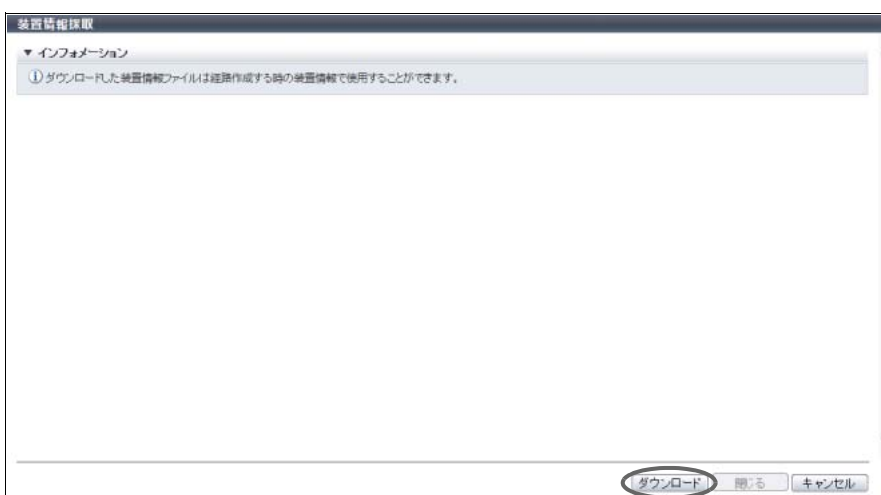 装置情報採取
▼ インフォメーション
ⓘ ダウンロードした装置情報ファイルは経路作成する時の装置情報で使用することができます。
ダウンロード 閉じる キャンセル